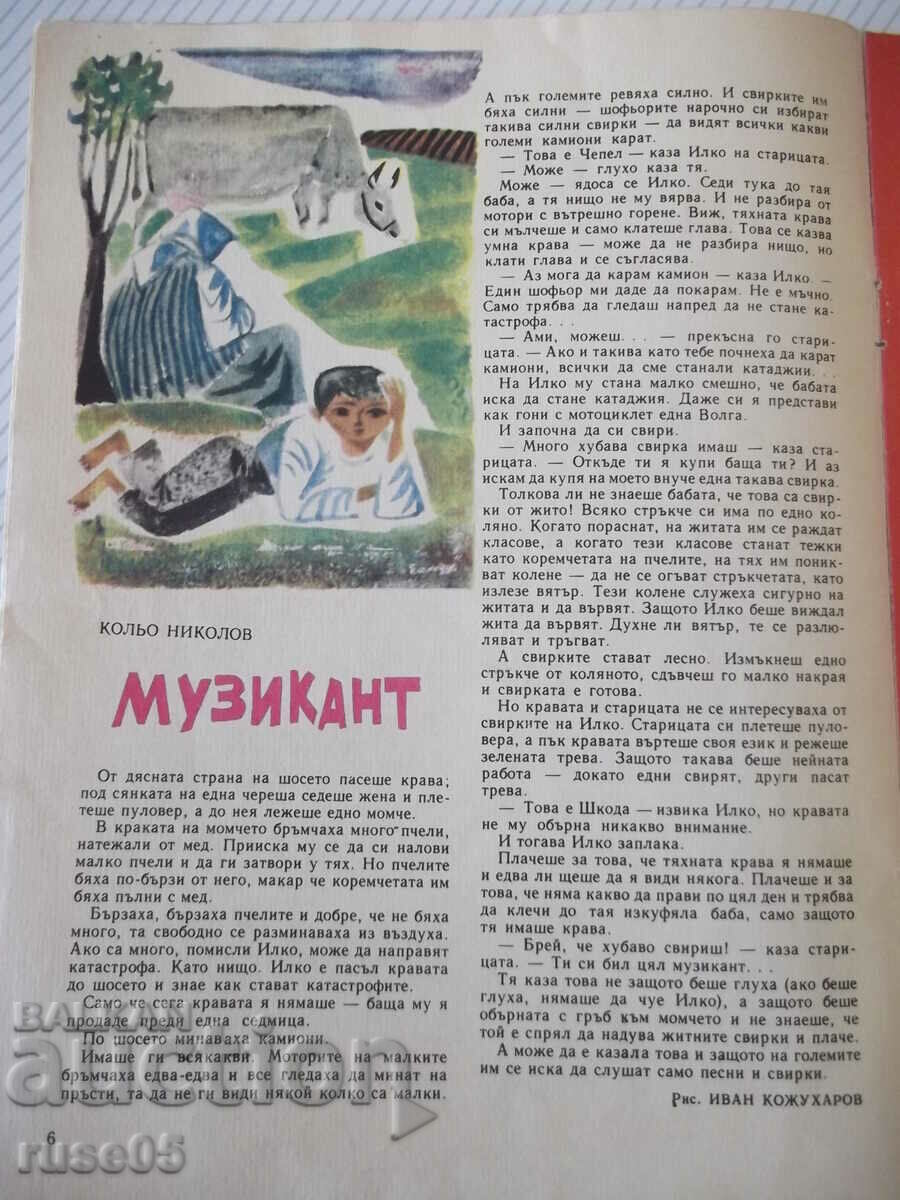 КОЛЬО НИКОЛОВ
МУЗИКАНТ
От дясната страна на шосето пасеше крава;
под сянката на една череша седеше жена и пле-
теше пуловер, а до нея лежеше едно момче.
В краката на момчето бръмчаха много пчели,
натежали от мед. Прииска му се да си налови
малко пчели и да ги затвори у тях. Но пчелите
бяха по-бързи от него, макар че коремчетата им
бяха пълни с мед.
Бързаха, бързаха пчелите и добре, че не бяха
много, та свободно се разминаваха из въздуха.
Ако са много, помисли Илко, може да направят
катастрофа. Като нищо. Илко е пасъл кравата
до шосето и знае как стават катастрофите.
Само че сега кравата я нямаше — баща му я
продаде преди една седмица.
По шосето минаваха камиони.
Имаше ги всякакви. Моторите на малките
бръмчаха едва-едва и все гледаха да минат на
пръсти, та да не ги види някой колко са малки.
6
А пък големите ревяха силно. И свирките им
бяха силни — шофьорите нарочно си избират
такива силни свирки — да видят всички какви
големи камиони карат.
— Това е Чепел — каза Илко на старицата.
— Може — глухо каза тя.
Може — ядоса се Илко. Седи тука до тая
баба, а тя нищо не му вярва. И не разбира от
мотори с вътрешно горене. Виж, тяхната крава
си мълчеше и само клатеше глава. Това се казва
умна крава — може да не разбира нищо, но
клати глава и се съгласява.
— Аз мога да карам камион — каза Илко. —
Един шофьор ми даде да покарам. Не е мъчно.
Само трябва да гледаш напред да не стане ка-
тастрофа. . .
— Ами, можеш. . . — прекъсна го стари-
цата. — Ако и такива като тебе почнеха да карат
камиони, всички да сме станали катаджии. . .
На Илко му стана малко смешно, че бабата
иска да стане катаджия. Даже си я представи
как гони с мотоциклет една Волга.
И започна да си свири.
— Много хубава свирка имаш — каза ста-
рицата. — Откъде ти я купи баща ти? И аз
искам да купя на моето внуче една такава свирка.
Толкова ли не знаеше бабата, че това са свир-
ки от жито! Всяко стръкче си има по едно ко-
ляно. Когато пораснат, на житата им се раждат
класове, а когато тези класове станат тежки
като коремчетата на пчелите, на тях им поник-
ват колене — да не се огъват стръкчетата, като
излезе вятър. Тези колене служеха сигурно на
житата и да вървят. Защото Илко беше виждал
жита да вървят. Духне ли вятър, те се разлю-
ляват и тръгват.
А свирките стават лесно. Измъкнеш едно
стръкче от коляното, сдъвчеш го малко накрая
и свирката е готова.
Но кравата и старицата не се интересуваха от
свирките на Илко. Старицата си плетеше пуло-
вера, а пък кравата въртеше своя език и режеше
зелената трева. Защото такава беше нейната
работа — докато едни свирят, други пасат
трева.
— Това е Шкода — извика Илко, но кравата
не му обърна никакво внимание.
И тогава Илко заплака.
Плачеше за това, че тяхната крава я нямаше
и едва ли щеше да я види някога. Плачеше и за
това, че няма какво да прави по цял ден и трябва
да клечи до тая изкуфяла баба, само защото
тя имаше крава.
— Брей, че хубаво свириш! — каза стари-
цата. — Ти си бил цял музикант. . .
Тя каза това не защото беше глуха (ако беше
глуха, нямаше да чуе Илко), а защото беше
обърната с гръб към момчето и не знаеше, че
той е спрял да надува житните свирки и плаче.
А може да е казала това и защото на големите
им се иска да слушат само песни и свирки.
Рис. ИВАН КОЖУХАРОВ
BALKAN
auction
ruse05